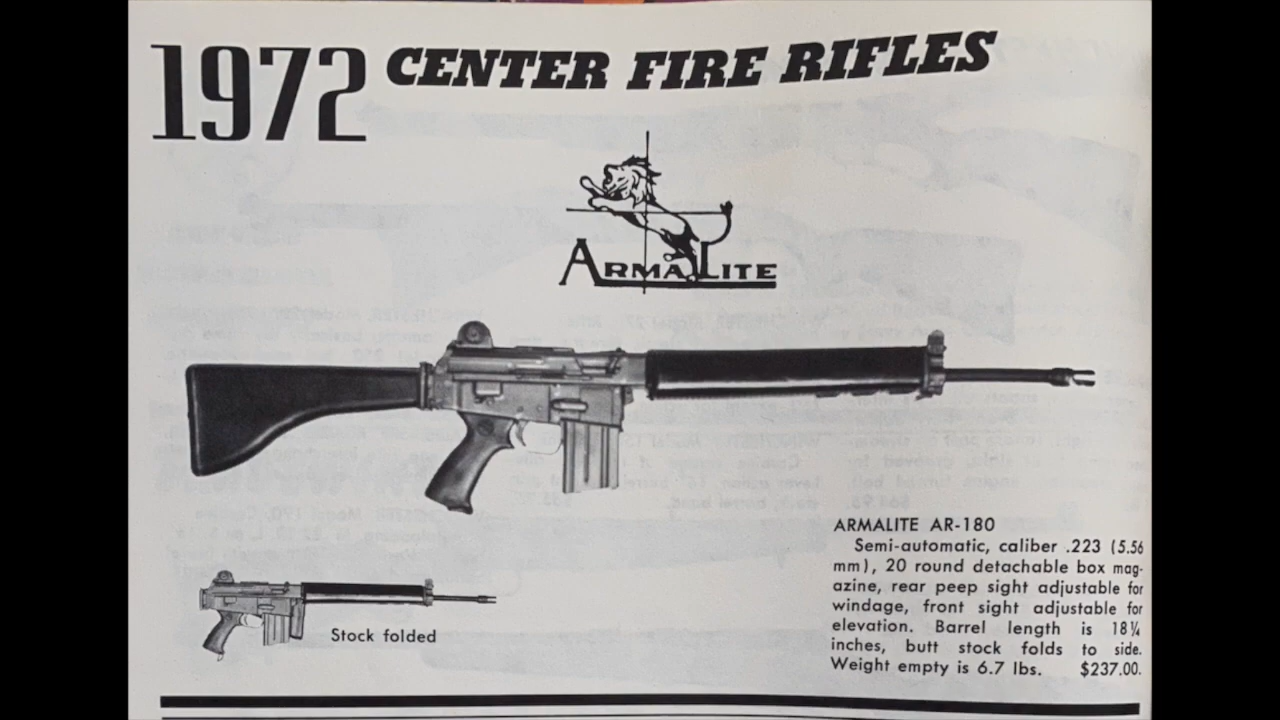 1972 CENTER FIRE RIFLES
ARMALITE
ARMALITE AR-180
Semi-automatic, caliber .223 (5.56
mm), 20 round detachable box mag-
azine, rear peep sight adjustable for
windage, front sight adjustable for
elevation. Barrel length is 18¼
inches, butt stock folds to side.
Weight empty is 6.7 lbs. $237.00.
Stock folded